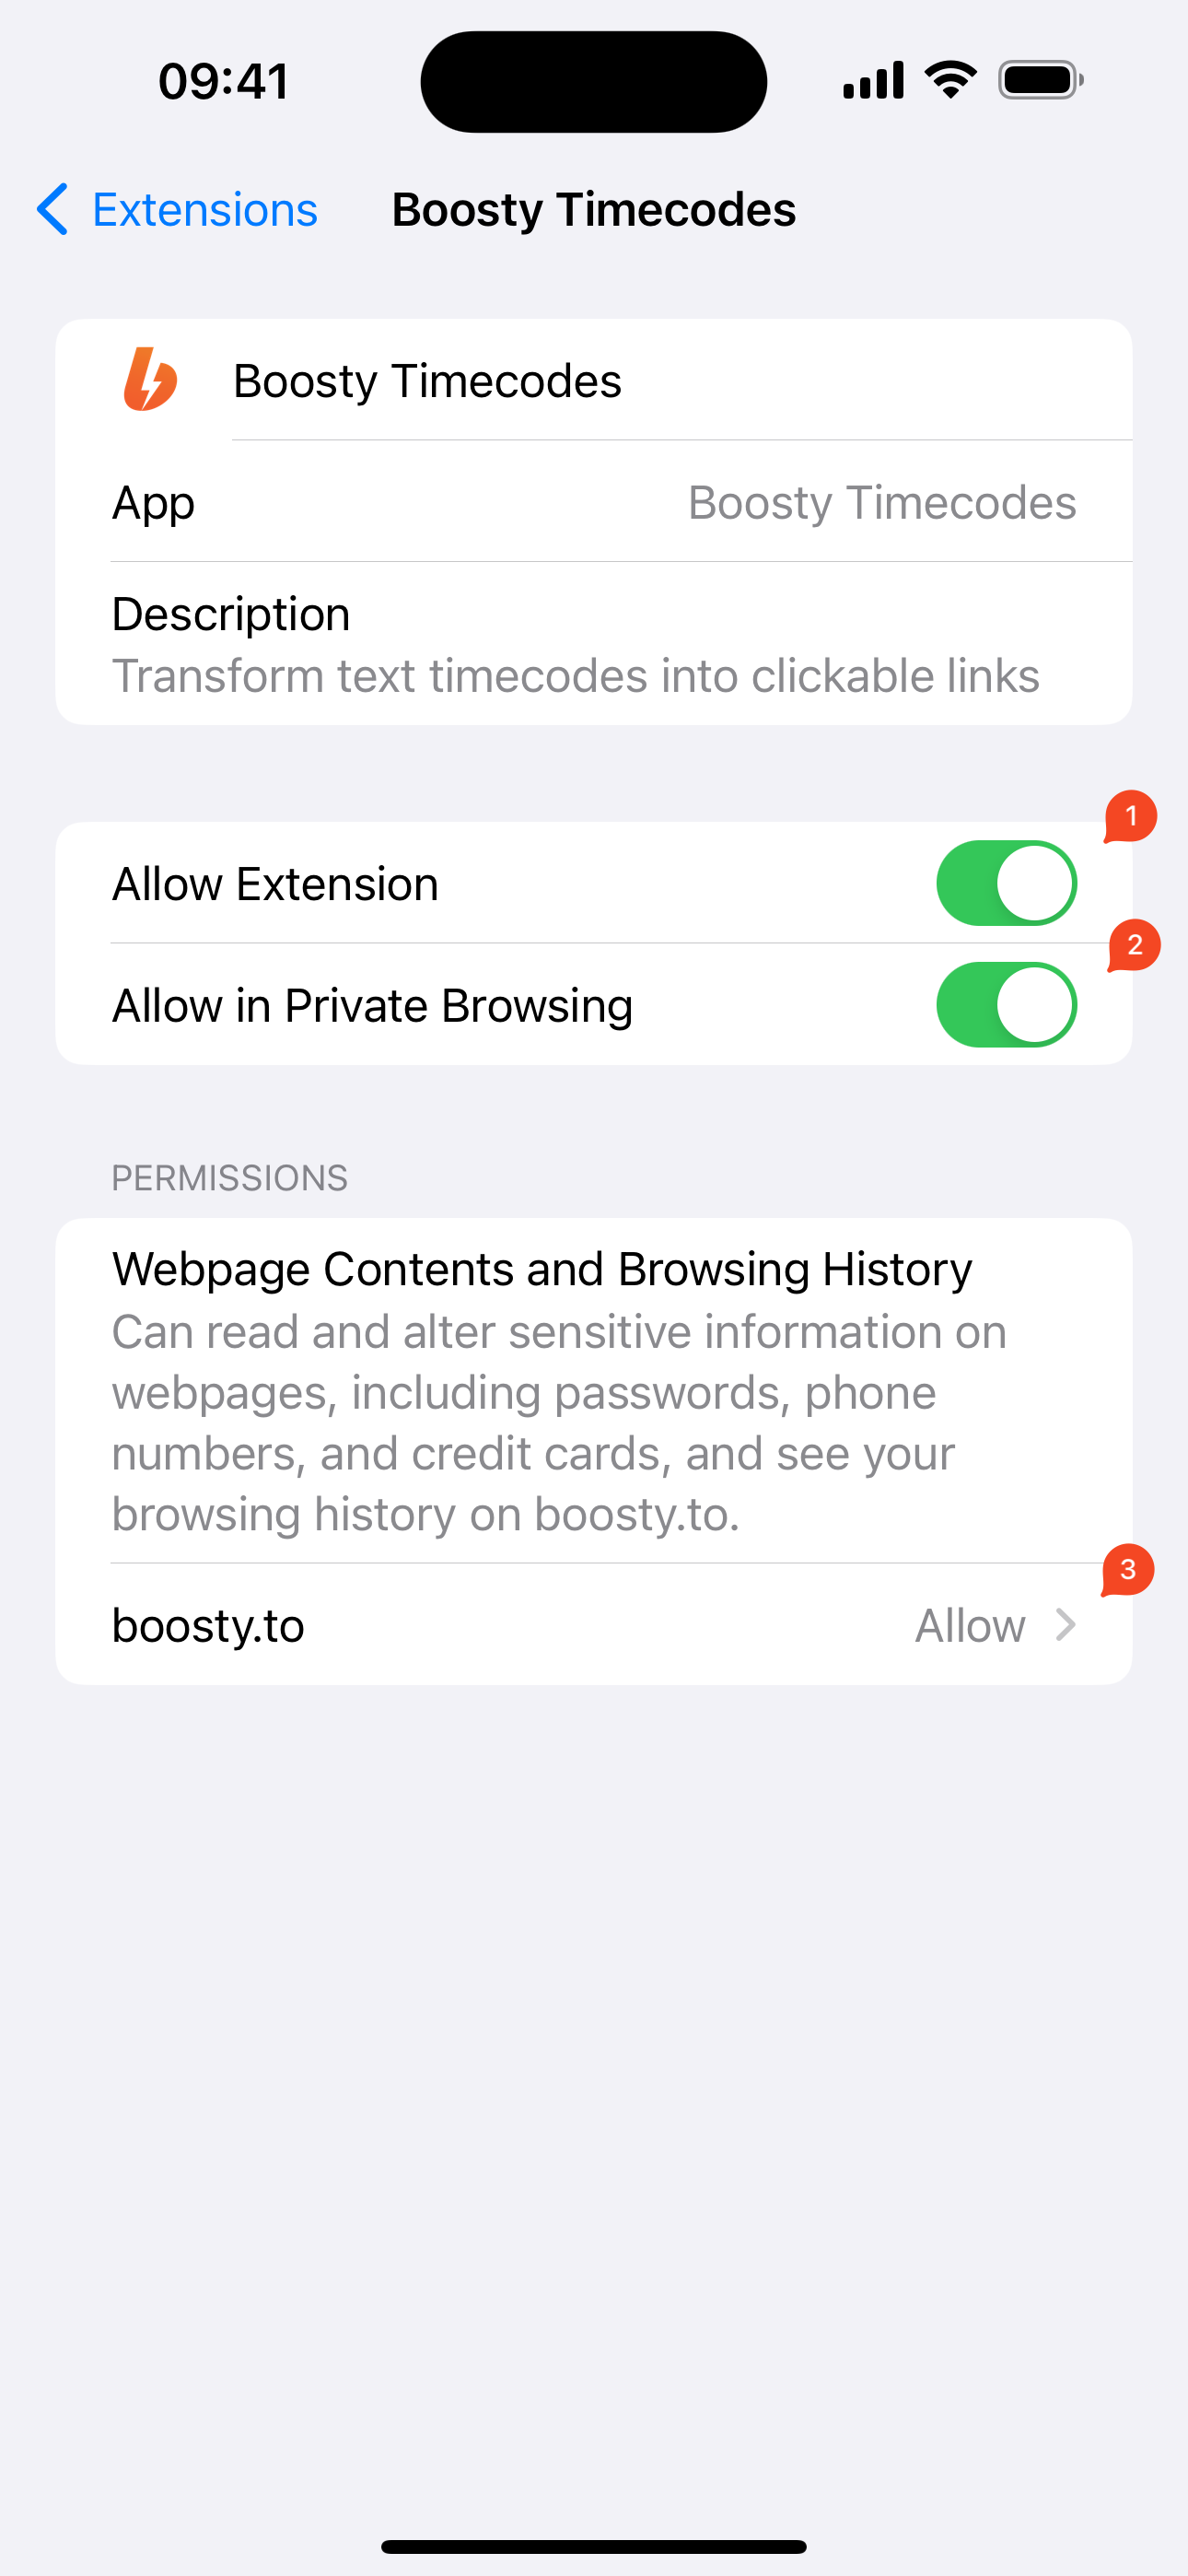 09:41
Extensions Boosty Timecodes
Boosty Timecodes
App Boosty Timecodes
Description
Transform text timecodes into clickable links
1
Allow Extension
2
Allow in Private Browsing
PERMISSIONS
Webpage Contents and Browsing History
Can read and alter sensitive information on
webpages, including passwords, phone
numbers, and credit cards, and see your
browsing history on boosty.to.
3
boosty.to Allow